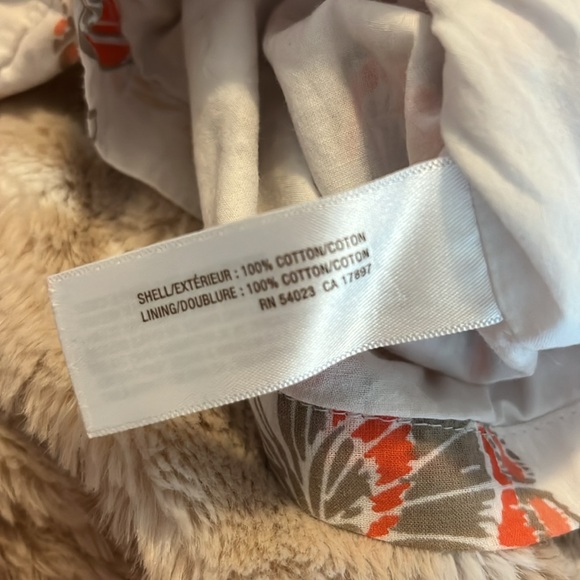 SHELL/EXTÉRIEUR : 100% COTTON/COTON
LINING/DOUBLURE : 100% COTTON/COTON
RN 54023 CA 17897